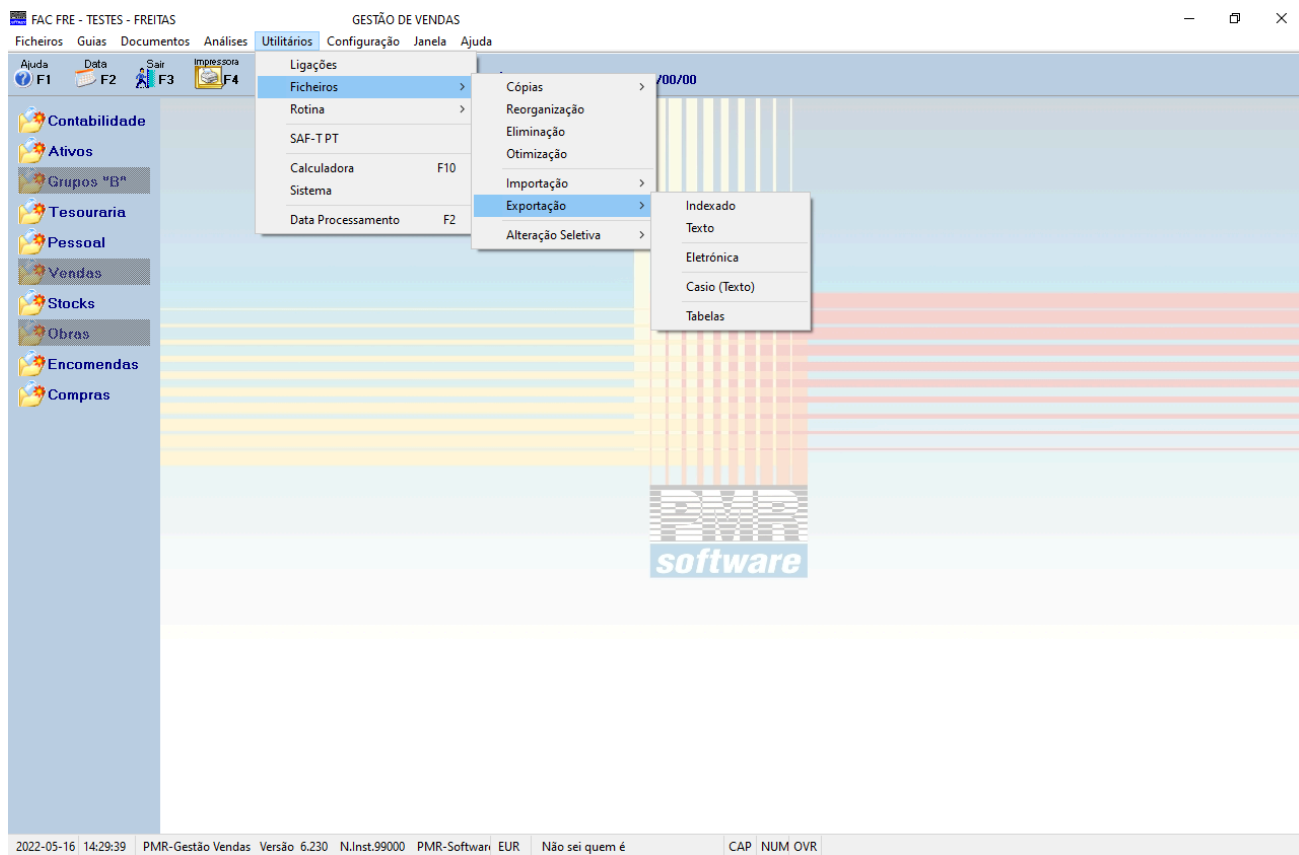 FAC FRE - TESTES - FREITAS GESTÃO DE VENDAS
Ficheiros Guias Documentos Análises Utilitários Configuração Janela Ajuda
Ajuda F1 Data F2 Sair F3 Impressora F4
/00/00
Ligações
Ficheiros
Rotina
SAF-T PT
Calculadora F10
Sistema
Data Processamento F2
Cópias
Reorganização
Eliminação
Otimização
Importação
Exportação
Alteração Seletiva
Indexado
Texto
Eletrónica
Casio (Texto)
Tabelas
Contabilidade
Ativos
Grupos "B"
Tesouraria
Pessoal
Vendas
Stocks
Obras
Encomendas
Compras
PMR
software
2022-05-16 14:29:39 PMR-Gestão Vendas Versão 6.230 N.Inst.99000 PMR-Softwar EUR Não sei quem é CAP NUM OVR